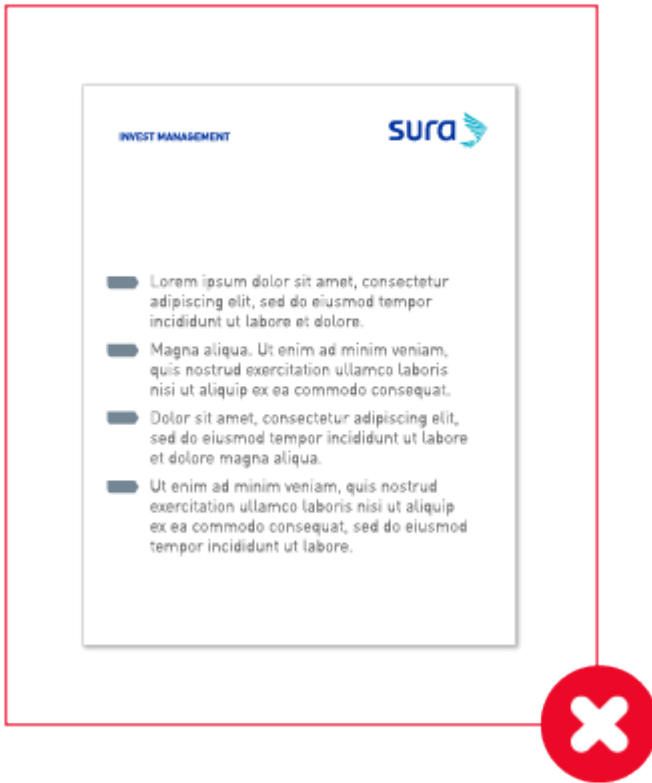 INVEST MANAGEMENT
sura
Lorem ipsum dolor sit amet, consectetur
adipiscing elit, sed do eiusmod tempor
incididunt ut labore et dolore.
Magna aliqua. Ut enim ad minim veniam,
quis nostrud exercitation ullamco laboris
nisi ut aliquip ex ea commodo consequat.
Dolor sit amet, consectetur adipiscing elit,
sed do eiusmod tempor incididunt ut labore
et dolore magna aliqua.
Ut enim ad minim veniam, quis nostrud
exercitation ullamco laboris nisi ut aliquip
ex ea commodo consequat, sed do eiusmod
tempor incididunt ut labore.